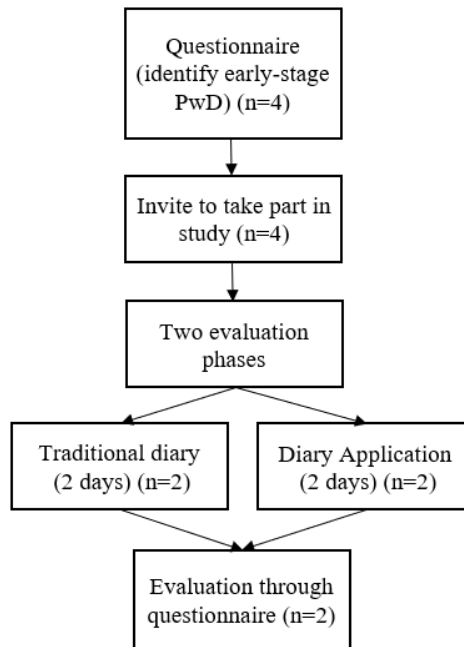 Questionnaire
(identify early-stage
PwD) (n=4)
Invite to take part in
study (n=4)
Two evaluation
phases
Traditional diary
(2 days) (n=2)
Diary Application
(2 days) (n=2)
Evaluation through
questionnaire (n=2)